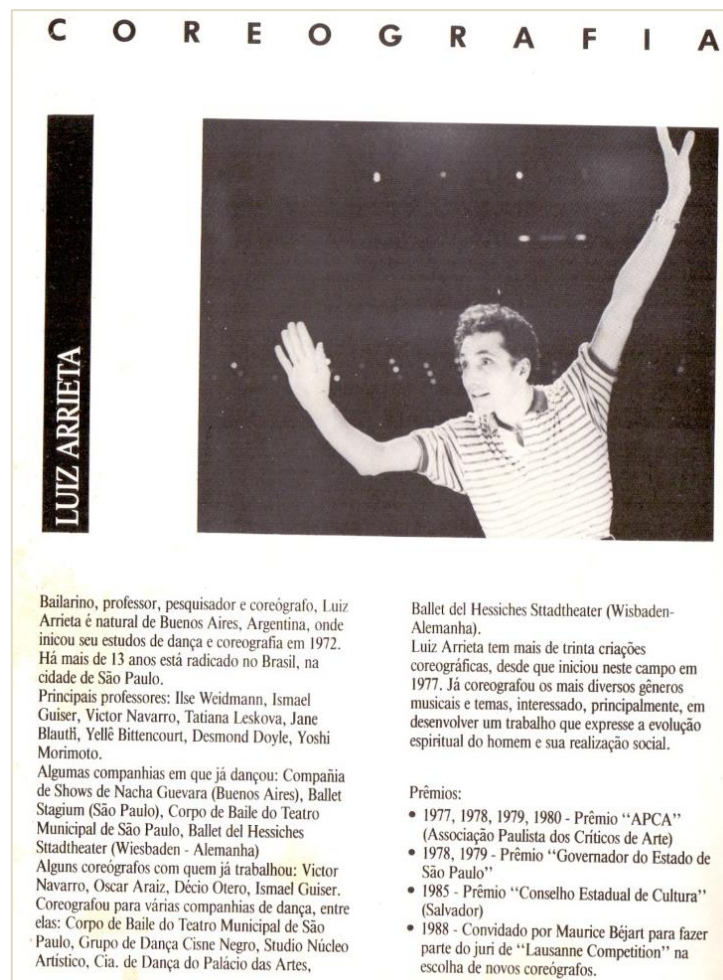 COREOGRAFIA
LUIZ ARRIETA
Bailarino, professor, pesquisador e coreógrafo, Luiz
Arrieta é natural de Buenos Aires, Argentina, onde
inicou seu estudos de dança e coreografia em 1972.
Há mais de 13 anos está radicado no Brasil, na
cidade de São Paulo.
Principais professores: Ilse Weidmann, Ismael
Guiser, Victor Navarro, Tatiana Leskova, Jane
Blauth, Yellê Bittencourt, Desmond Doyle, Yoshi
Morimoto.
Algumas companhias em que já dançou: Compañia
de Shows de Nacha Guevara (Buenos Aires), Ballet
Stagium (São Paulo), Corpo de Baile do Teatro
Municipal de São Paulo, Ballet del Hessiches
Sttadtheater (Wiesbaden - Alemanha)
Alguns coreógrafos com quem já trabalhou: Victor
Navarro, Oscar Araiz, Décio Otero, Ismael Guiser.
Coreografou para várias companhias de dança, entre
elas: Corpo de Baile do Teatro Municipal de São
Paulo, Grupo de Dança Cisne Negro, Studio Núcleo
Artístico, Cia. de Dança do Palácio das Artes,
Ballet del Hessiches Sttadtheater (Wisbaden-
Alemanha).
Luiz Arrieta tem mais de trinta criações
coreográficas, desde que iniciou neste campo em
1977. Já coreografou os mais diversos gêneros
musicais e temas, interessado, principalmente, em
desenvolver um trabalho que expresse a evolução
espiritual do homem e sua realização social.
Prêmios:
• 1977, 1978, 1979, 1980 - Prêmio "APCA"
(Associação Paulista dos Críticos de Arte)
• 1978, 1979 - Prêmio "Governador do Estado de
São Paulo"
• 1985 - Prêmio "Conselho Estadual de Cultura"
(Salvador)
• 1988 - Convidado por Maurice Béjart para fazer
parte do juri de "Lausanne Competition" na
escolha de novos coreógrafos.